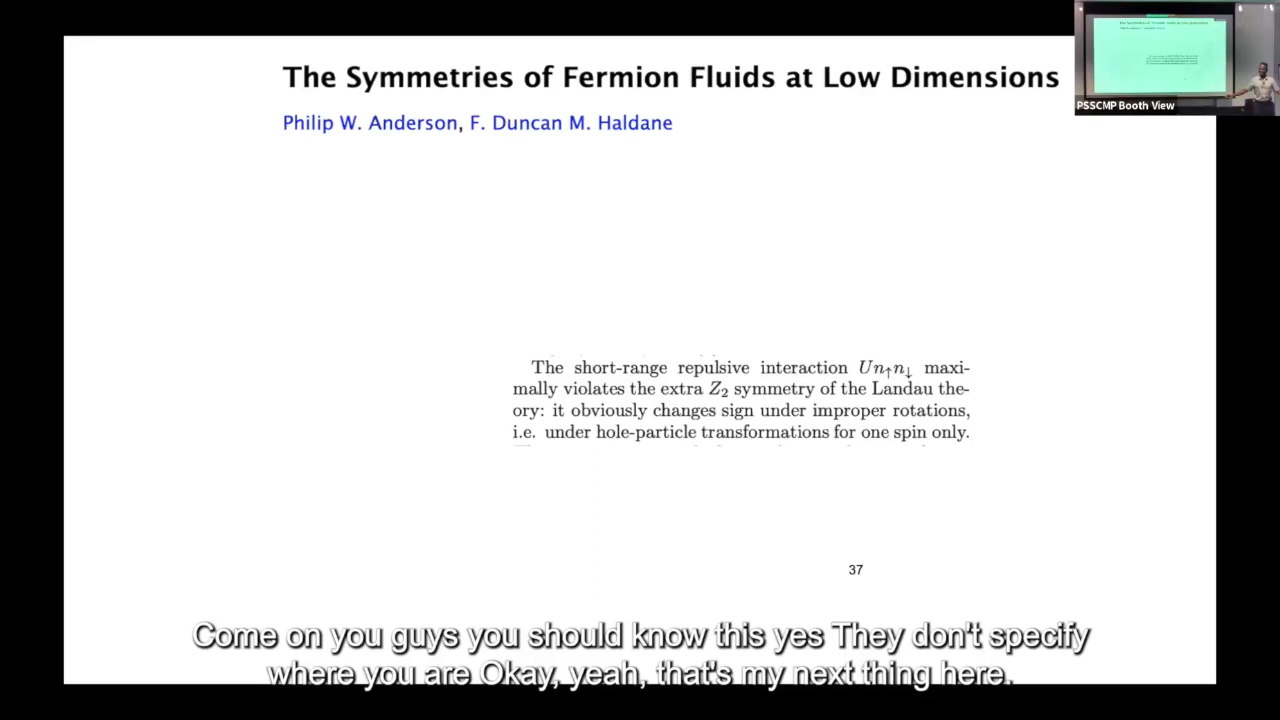 The Symmetries of Fermion Fluids at Low Dimensions
Philip W. Anderson, F. Duncan M. Haldane
PSSCMP Booth View
The short-range repulsive interaction Un↑n↓ maxi-
mally violates the extra Z₂ symmetry of the Landau the-
ory: it obviously changes sign under improper rotations,
i.e. under hole-particle transformations for one spin only.
37
Come on you guys you should know this yes They don't specify
where you are Okay, yeah, that's my next thing here.